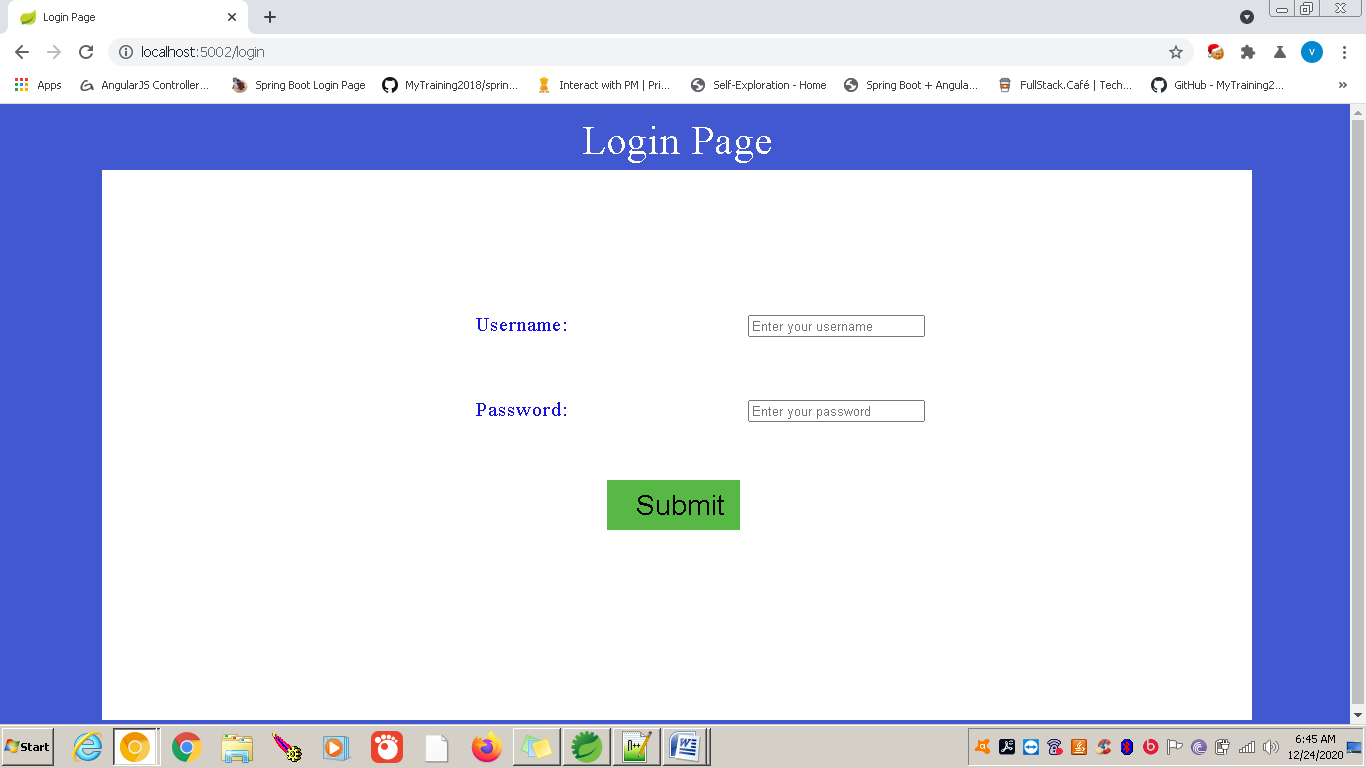 Login Page
localhost:5002/login
V
Apps
AngularJS Controller...
Spring Boot Login Page
MyTraining2018/sprin...
Interact with PM | Pri...
Self-Exploration - Home
Spring Boot + Angula...
FullStack.Café | Tech...
GitHub - MyTraining2...
»
Login Page
Username:
Enter your username
Password:
Enter your password
Submit
Start
6:45 AM
12/24/2020